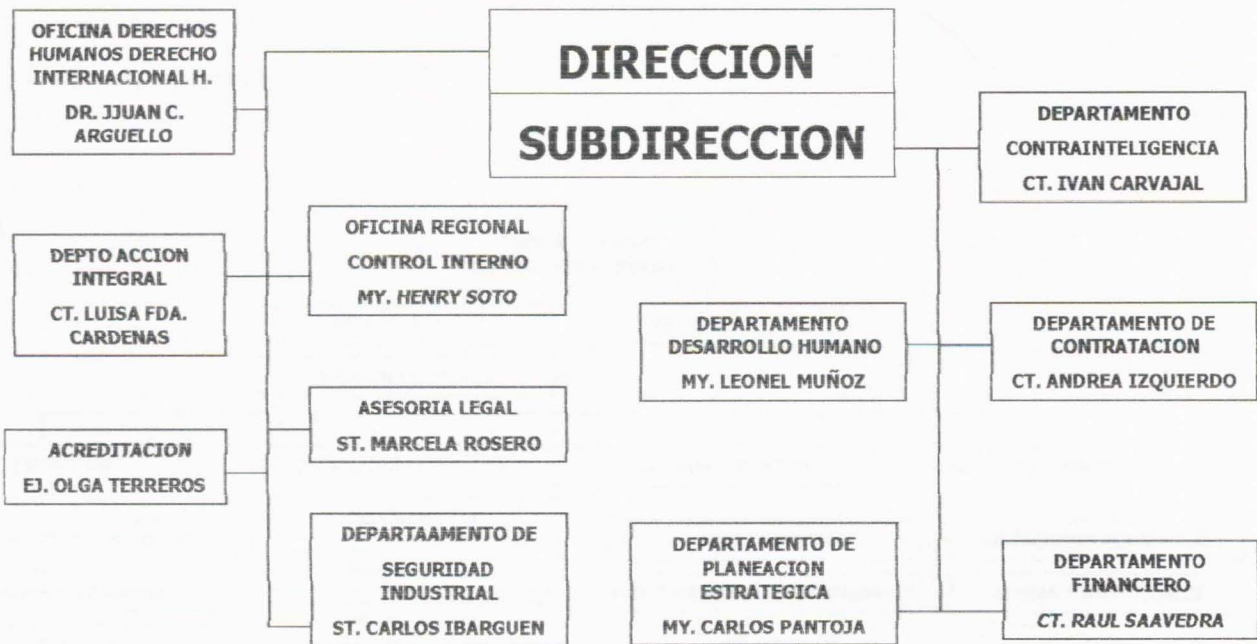 OFICINA DERECHOS
HUMANOS DERECHO
INTERNACIONAL H.
DR. JJUAN C.
ARGUELLO
DIRECCION
SUBDIRECCION
DEPARTAMENTO
CONTRAINTELIGENCIA
CT. IVAN CARVAJAL
DEPTO ACCION
INTEGRAL
CT. LUISA FDA.
CARDENAS
OFICINA REGIONAL
CONTROL INTERNO
MY. HENRY SOTO
DEPARTAMENTO
DESARROLLO HUMANO
MY. LEONEL MUÑOZ
DEPARTAMENTO DE
CONTRATACION
CT. ANDREA IZQUIERDO
ACREDITACION
EJ. OLGA TERREROS
ASESORIA LEGAL
ST. MARCELA ROSERO
DEPARTAAMENTO DE
SEGURIDAD
INDUSTRIAL
ST. CARLOS IBARGUEN
DEPARTAMENTO DE
PLANEACION
ESTRATEGICA
MY. CARLOS PANTOJA
DEPARTAMENTO
FINANCIERO
CT. RAUL SAAVEDRA